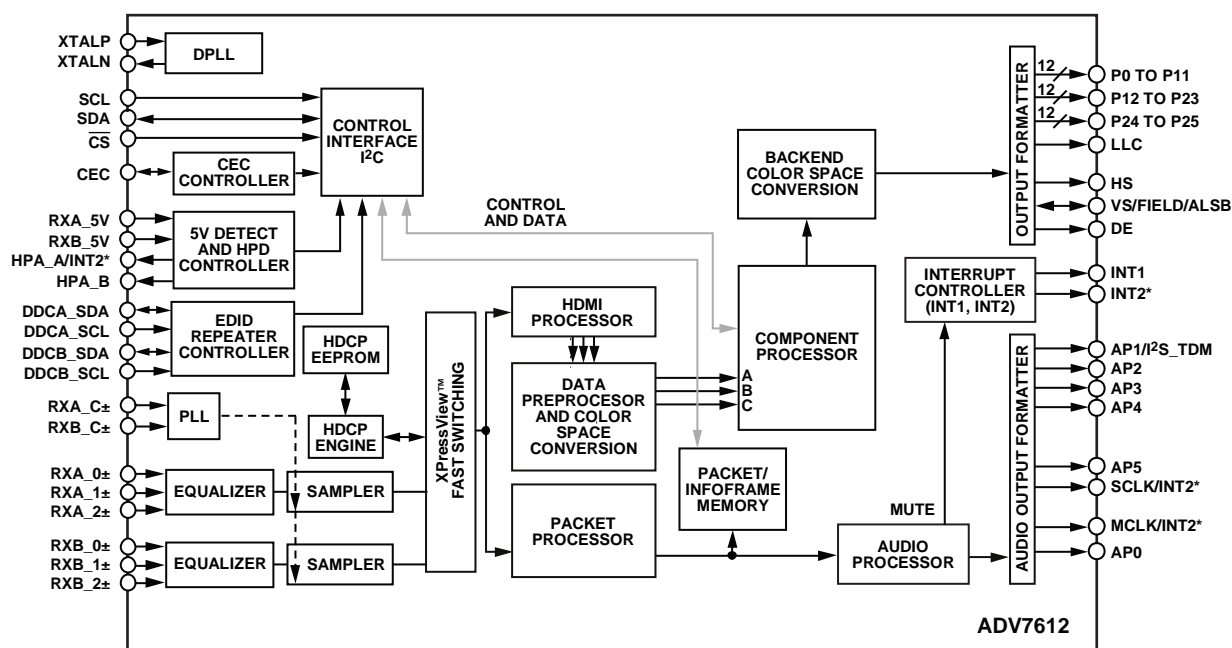 XTALP
XTALN
DPLL
SCL
SDA
CS
CEC
CEC
CONTROLLER
CONTROL
INTERFACE
I²C
RXA_5V
RXB_5V
HPA_A/INT2*
HPA_B
5V DETECT
AND HPD
CONTROLLER
DDCA_SDA
DDCA_SCL
DDCB_SDA
DDCB_SCL
EDID
REPEATER
CONTROLLER
RXA_C±
RXB_C±
PLL
HDCP
EEPROM
HDCP
ENGINE
RXA_0±
RXA_1±
RXA_2±
EQUALIZER
SAMPLER
RXB_0±
RXB_1±
RXB_2±
EQUALIZER
SAMPLER
XPressView™
FAST SWITCHING
CONTROL
AND DATA
HDMI
PROCESSOR
DATA
PREPROCESOR
AND COLOR
SPACE
CONVERSION
PACKET
PROCESSOR
A
B
C
COMPONENT
PROCESSOR
BACKEND
COLOR SPACE
CONVERSION
PACKET/
INFOFRAME
MEMORY
MUTE
AUDIO
PROCESSOR
INTERRUPT
CONTROLLER
(INT1, INT2)
OUTPUT FORMATTER
12
P0 TO P11
12
P12 TO P23
12
P24 TO P25
LLC
HS
VS/FIELD/ALSB
DE
INT1
INT2*
AUDIO OUTPUT FORMATTER
AP1/I²S_TDM
AP2
AP3
AP4
AP5
SCLK/INT2*
MCLK/INT2*
AP0
ADV7612